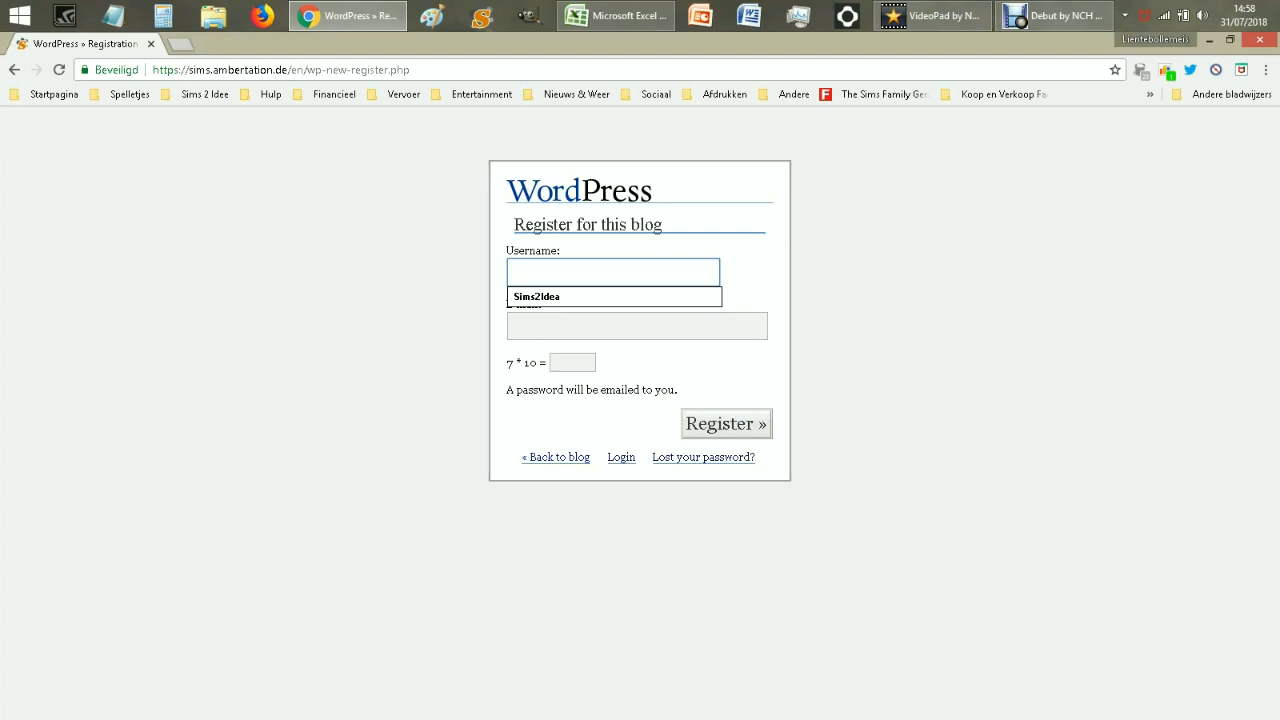 WordPress » Re...
Microsoft Excel ...
VideoPad by N...
Debut by NCH ...
14:58
31/07/2018
WordPress » Registration
Lientebollemeis
Beveiligd
https://sims.ambertation.de/en/wp-new-register.php
Startpagina Spelletjes Sims 2 Idee Hulp Financieel Vervoer Entertainment Nieuws & Weer Sociaal Afdrukken Andere The Sims Family Ger Koop en Verkoop Fa » Andere bladwijzers
WordPress
Register for this blog
Username:
Sims2Idea
7 * 10 =
A password will be emailed to you.
Register »
« Back to blog Login Lost your password?